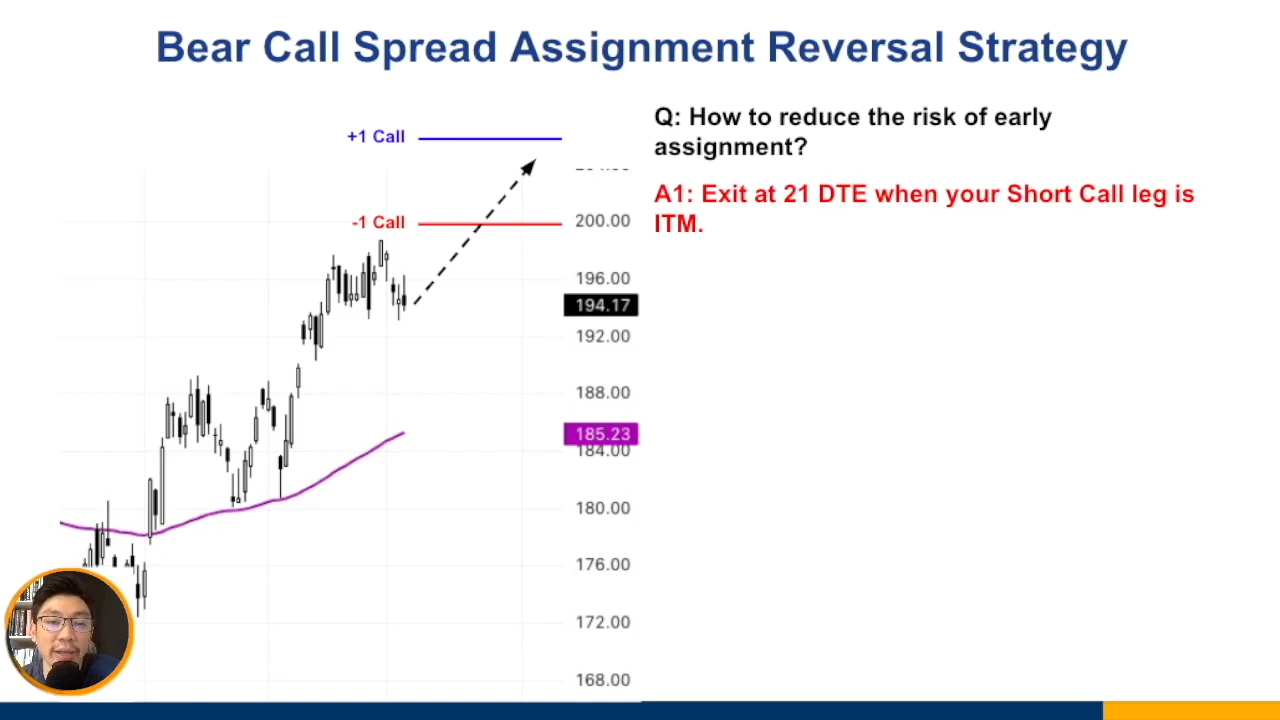 Bear Call Spread Assignment Reversal Strategy
Q: How to reduce the risk of early
assignment?
A1: Exit at 21 DTE when your Short Call leg is
ITM.
+1 Call
-1 Call
200.00
196.00
194.17
192.00
188.00
185.23
184.00
180.00
176.00
172.00
168.00